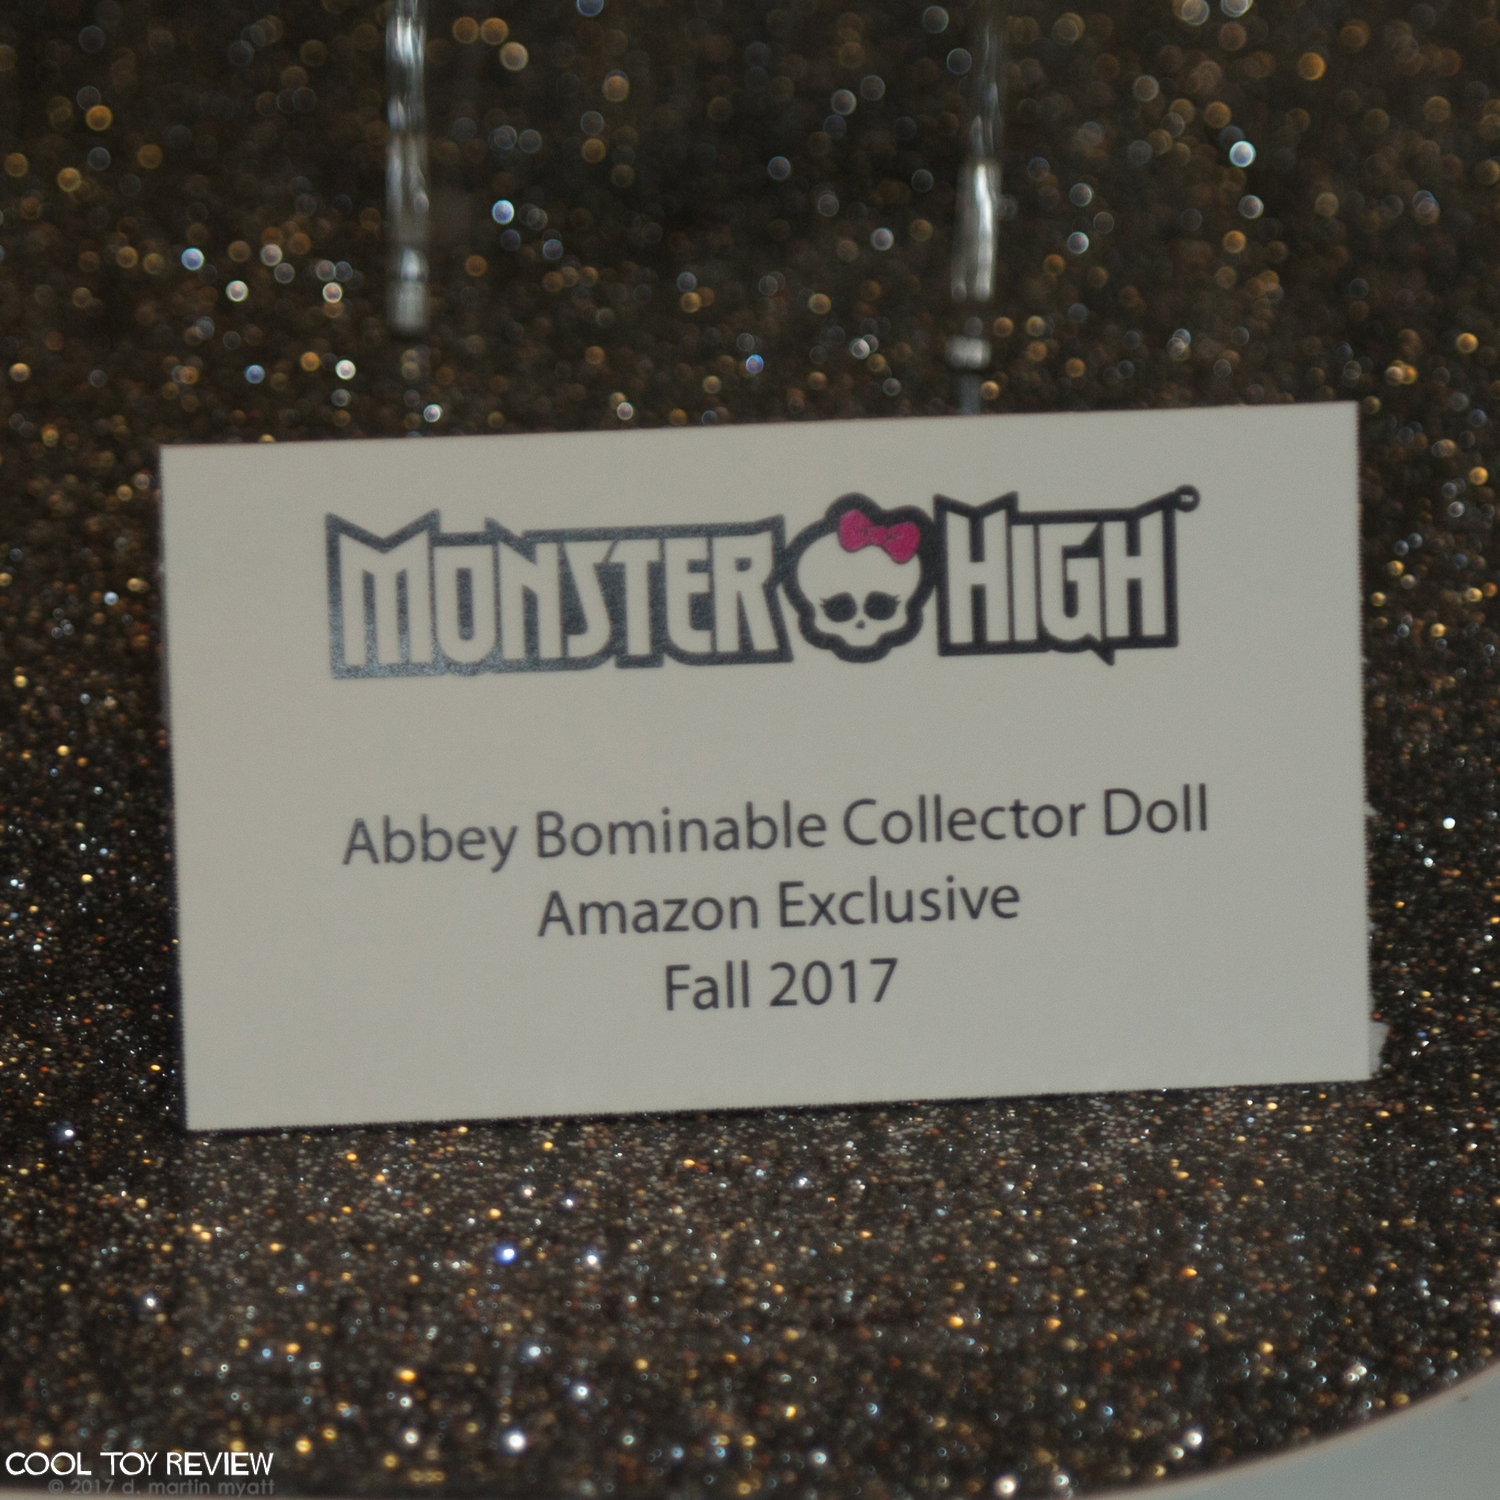 MONSTER HIGH
Abbey Bominable Collector Doll
Amazon Exclusive
Fall 2017
COOL TOY REVIEW
© 2017 d. martin myatt